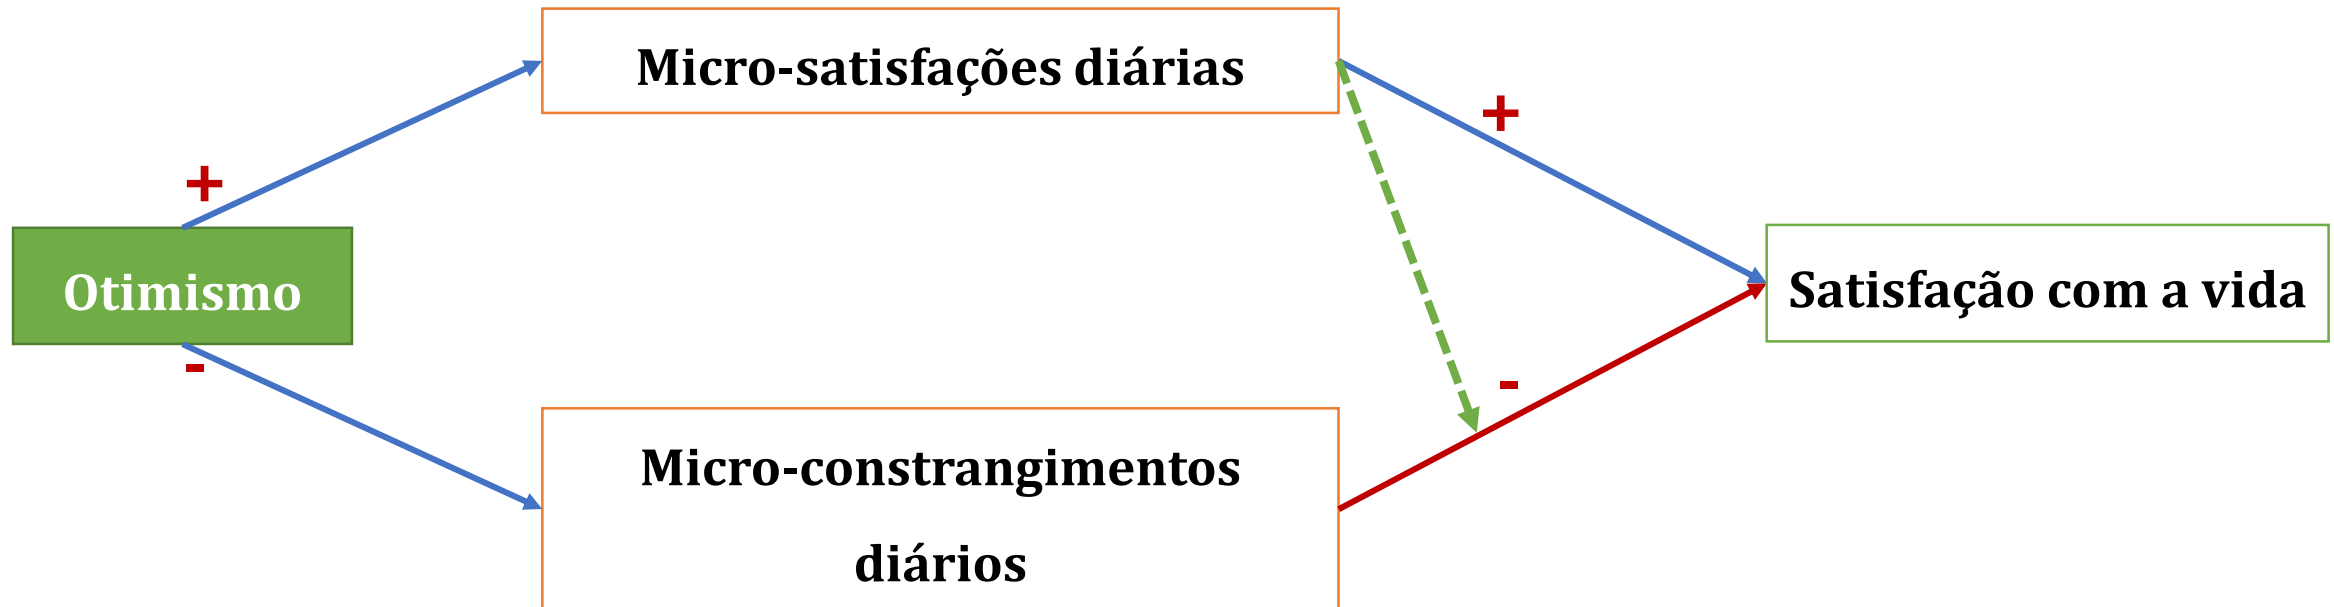 Micro-satisfações diárias
+
+
Otimismo
Satisfação com a vida
-
-
Micro-constrangimentos
diários